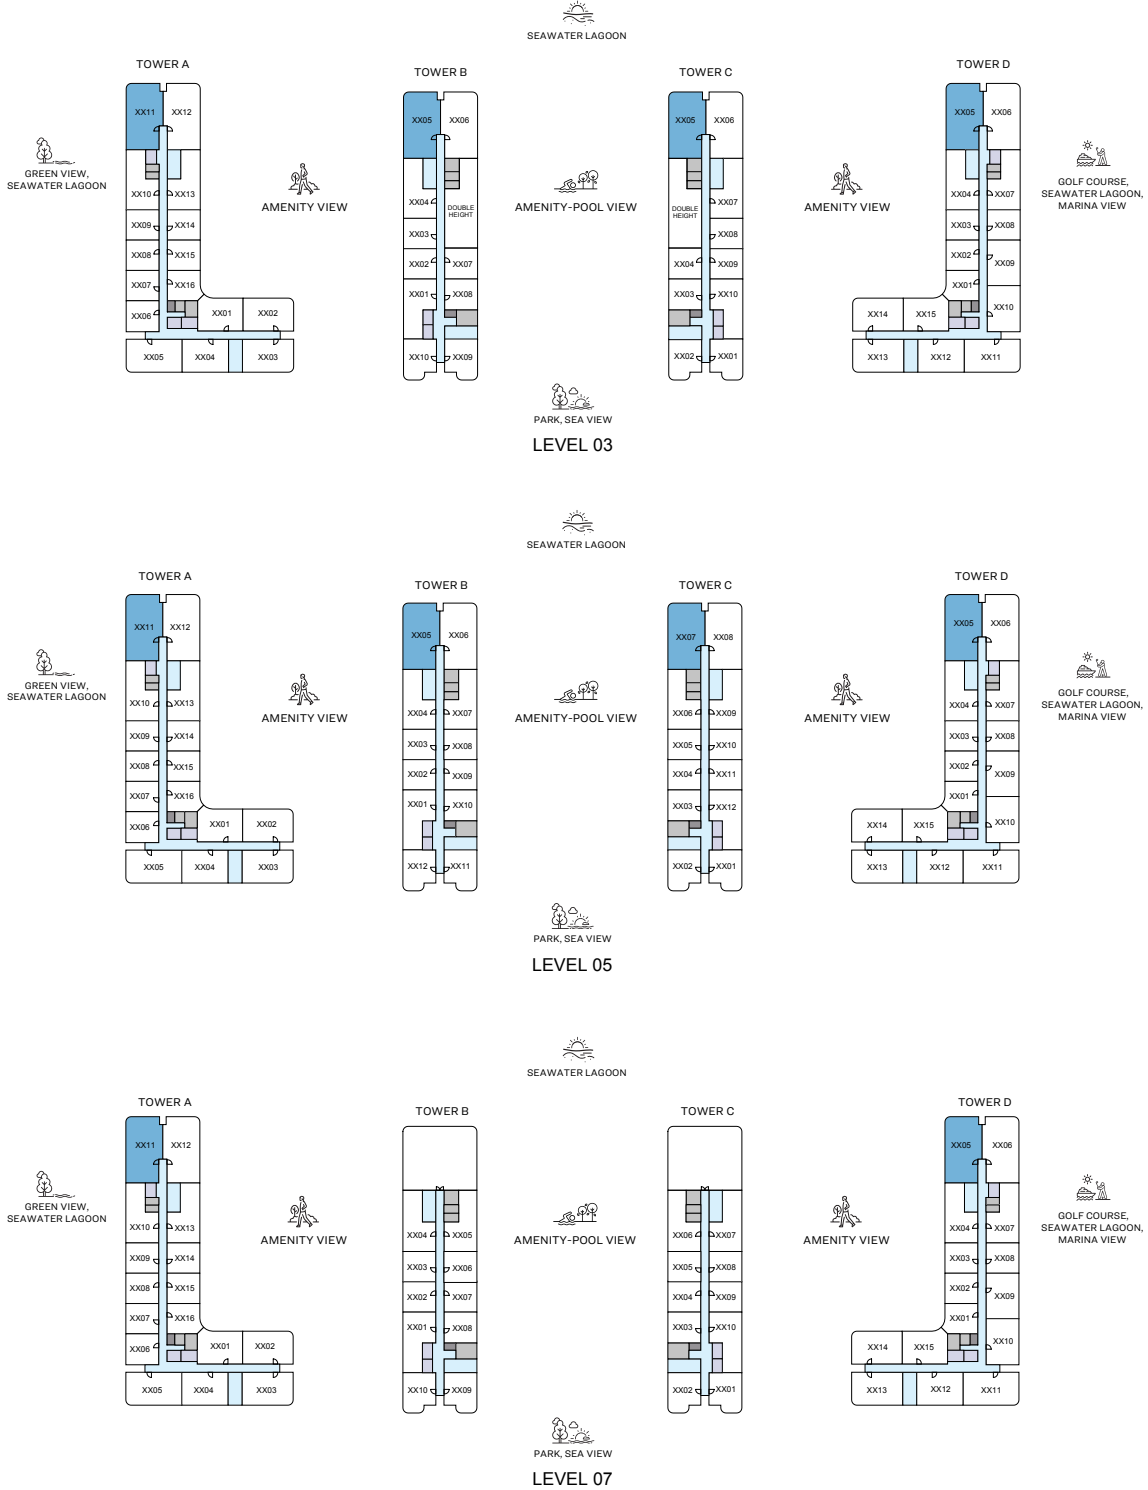 SEAWATER LAGOON
TOWER A
TOWER B
TOWER C
TOWER D
XX11 XX12
XX05 XX06
XX05 XX06
XX05 XX06
GREEN VIEW,
SEAWATER LAGOON
AMENITY VIEW
AMENITY-POOL VIEW
AMENITY VIEW
GOLF COURSE,
SEAWATER LAGOON,
MARINA VIEW
XX10 XX13
XX09 XX14
XX08 XX15
XX07 XX16
XX06 XX01 XX02
XX05 XX04 XX03
XX04 DOUBLE
HEIGHT
XX03
XX02 XX07
XX01 XX08
XX10 XX09
DOUBLE
HEIGHT
XX07
XX08
XX04 XX09
XX03 XX10
XX02 XX01
XX04 XX07
XX03 XX08
XX02 XX09
XX01
XX14 XX15 XX10
XX13 XX12 XX11
PARK, SEA VIEW
LEVEL 03
SEAWATER LAGOON
TOWER A
TOWER B
TOWER C
TOWER D
XX11 XX12
XX05 XX06
XX07 XX08
XX05 XX06
GREEN VIEW,
SEAWATER LAGOON
AMENITY VIEW
AMENITY-POOL VIEW
AMENITY VIEW
GOLF COURSE,
SEAWATER LAGOON,
MARINA VIEW
XX10 XX13
XX09 XX14
XX08 XX15
XX07 XX16
XX06 XX01 XX02
XX05 XX04 XX03
XX04 XX07
XX03 XX08
XX02 XX09
XX01 XX10
XX12 XX11
XX06 XX09
XX05 XX10
XX04 XX11
XX03 XX12
XX02 XX01
XX04 XX07
XX03 XX08
XX02 XX09
XX01
XX14 XX15 XX10
XX13 XX12 XX11
PARK, SEA VIEW
LEVEL 05
SEAWATER LAGOON
TOWER A
TOWER B
TOWER C
TOWER D
XX11 XX12
XX05 XX06
GREEN VIEW,
SEAWATER LAGOON
AMENITY VIEW
AMENITY-POOL VIEW
AMENITY VIEW
GOLF COURSE,
SEAWATER LAGOON,
MARINA VIEW
XX10 XX13
XX09 XX14
XX08 XX15
XX07 XX16
XX06 XX01 XX02
XX05 XX04 XX03
XX04 XX05
XX03 XX06
XX02 XX07
XX01 XX08
XX10 XX09
XX06 XX07
XX05 XX08
XX04 XX09
XX03 XX10
XX02 XX01
XX04 XX07
XX03 XX08
XX02 XX09
XX01
XX14 XX15 XX10
XX13 XX12 XX11
PARK, SEA VIEW
LEVEL 07